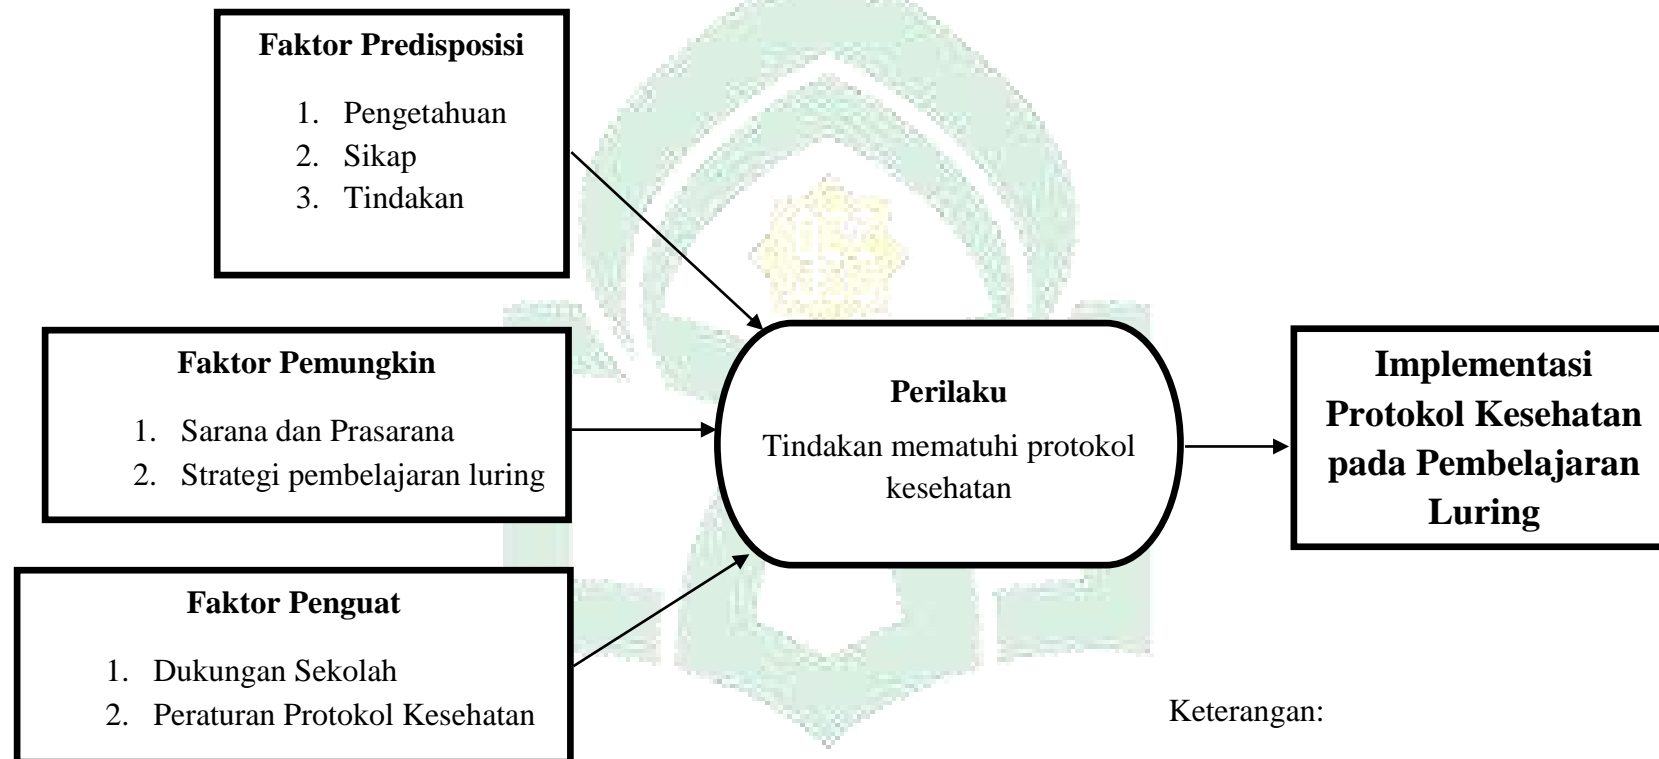 Faktor Predisposisi
1. Pengetahuan
2. Sikap
3. Tindakan
Faktor Pemungkin
1. Sarana dan Prasarana
2. Strategi pembelajaran luring
Faktor Penguat
1. Dukungan Sekolah
2. Peraturan Protokol Kesehatan
Perilaku
Tindakan mematuhi protokol
kesehatan
Implementasi
Protokol Kesehatan
pada Pembelajaran
Luring
Keterangan: